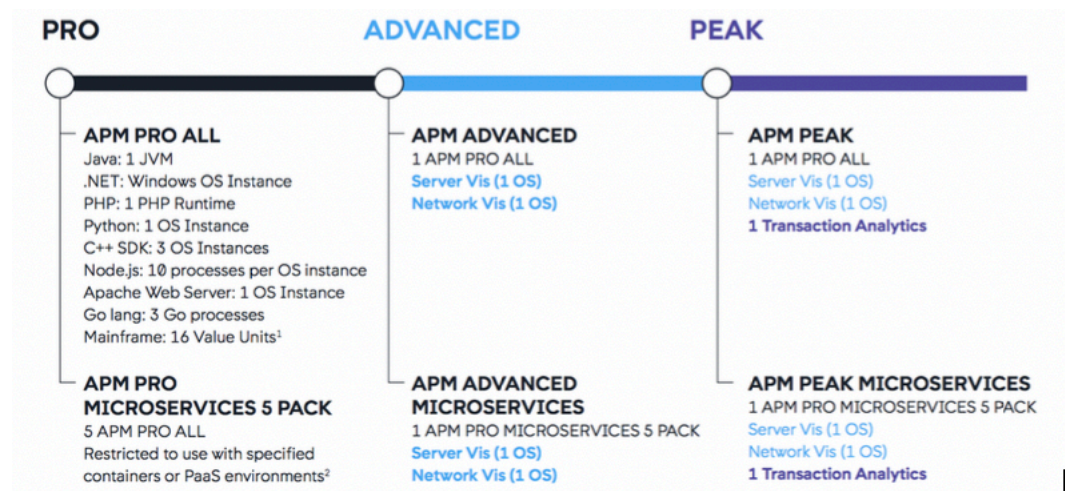 PRO
ADVANCED
PEAK
APM PRO ALL
Java: 1 JVM
.NET: Windows OS Instance
PHP: 1 PHP Runtime
Python: 1 OS Instance
C++ SDK: 3 OS Instances
Node.js: 10 processes per OS instance
Apache Web Server: 1 OS Instance
Go lang: 3 Go processes
Mainframe: 16 Value Units¹
APM ADVANCED
1 APM PRO ALL
Server Vis (1 OS)
Network Vis (1 OS)
APM PEAK
1 APM PRO ALL
Server Vis (1 OS)
Network Vis (1 OS)
1 Transaction Analytics
APM PRO
MICROSERVICES 5 PACK
5 APM PRO ALL
Restricted to use with specified
containers or PaaS environments²
APM ADVANCED
MICROSERVICES
1 APM PRO MICROSERVICES 5 PACK
Server Vis (1 OS)
Network Vis (1 OS)
APM PEAK MICROSERVICES
1 APM PRO MICROSERVICES 5 PACK
Server Vis (1 OS)
Network Vis (1 OS)
1 Transaction Analytics